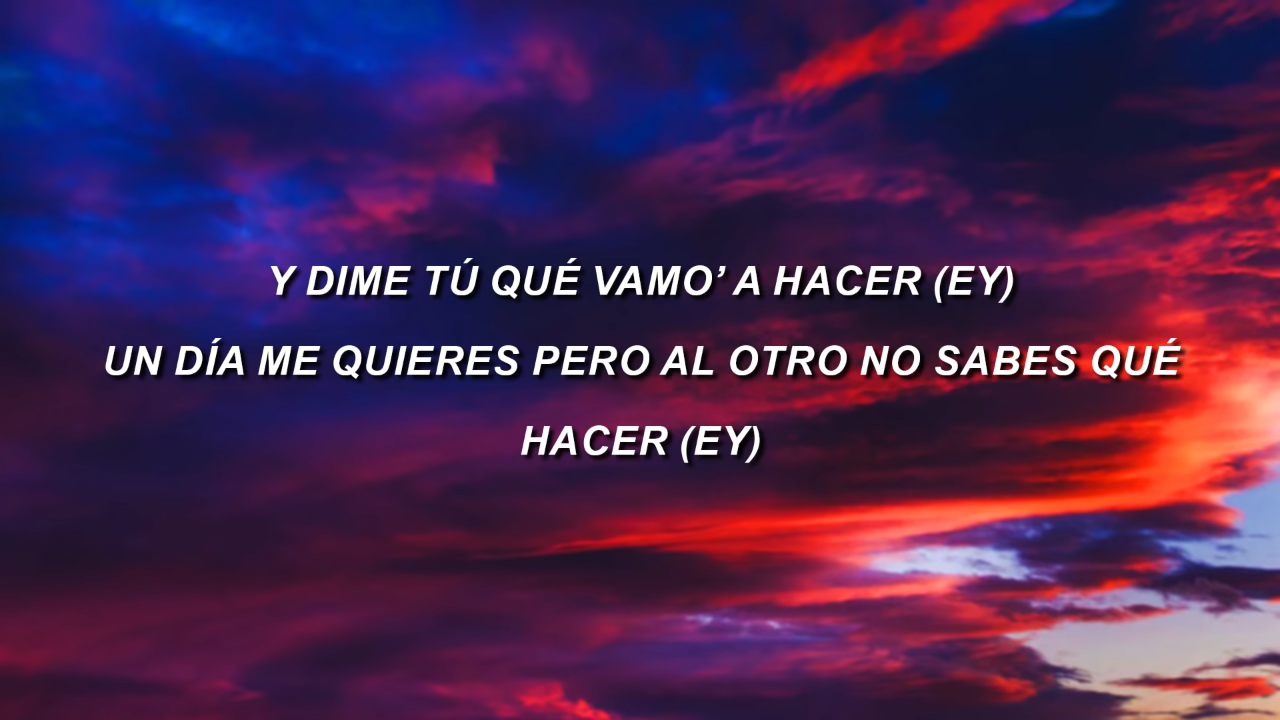 Y DIME TÚ QUÉ VAMO’ A HACER (EY)
UN DÍA ME QUIERES PERO AL OTRO NO SABES QUÉ
HACER (EY)